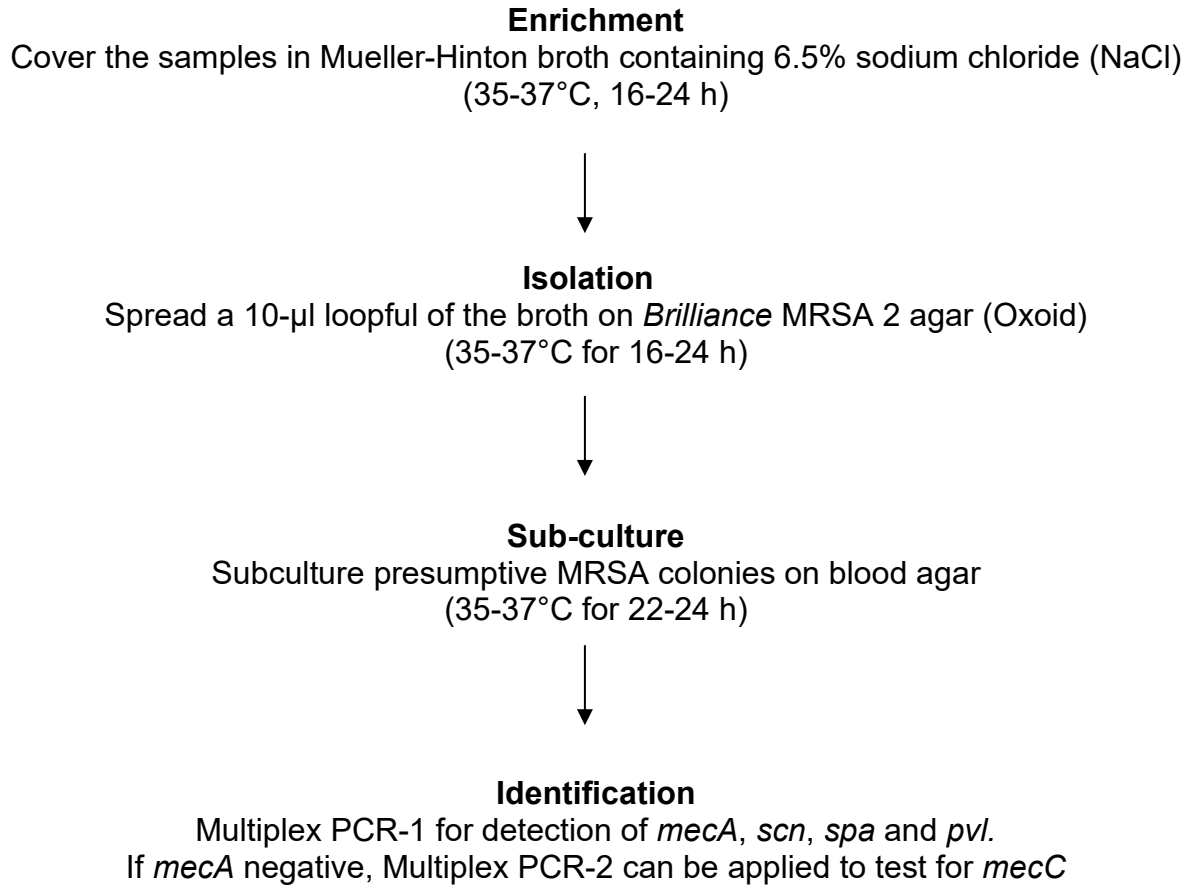 Enrichment
Cover the samples in Mueller-Hinton broth containing 6.5% sodium chloride (NaCl)
(35-37°C, 16-24 h)
Isolation
Spread a 10-µl loopful of the broth on Brilliance MRSA 2 agar (Oxoid)
(35-37°C for 16-24 h)
Sub-culture
Subculture presumptive MRSA colonies on blood agar
(35-37°C for 22-24 h)
Identification
Multiplex PCR-1 for detection of mecA, scn, spa and pvl.
If mecA negative, Multiplex PCR-2 can be applied to test for mecC